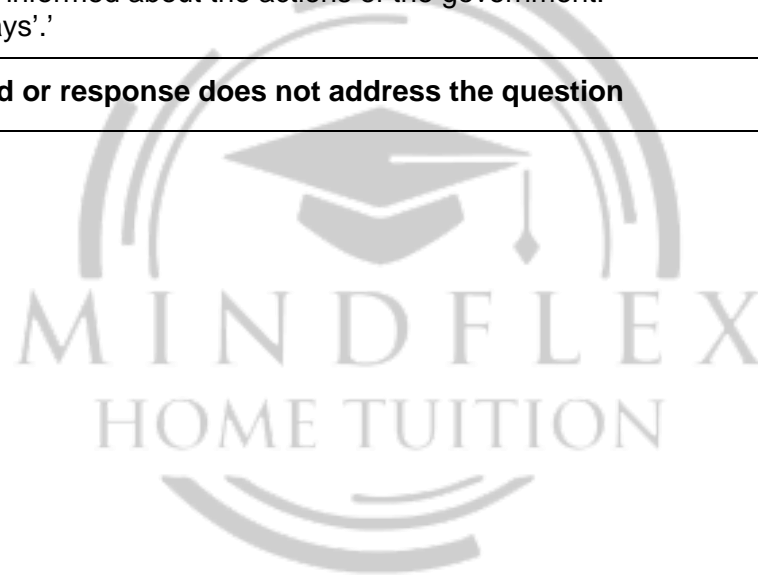 informed about the actions of the government.
ays’.’
d or response does not address the question
MINDFLEX
HOME TUITION